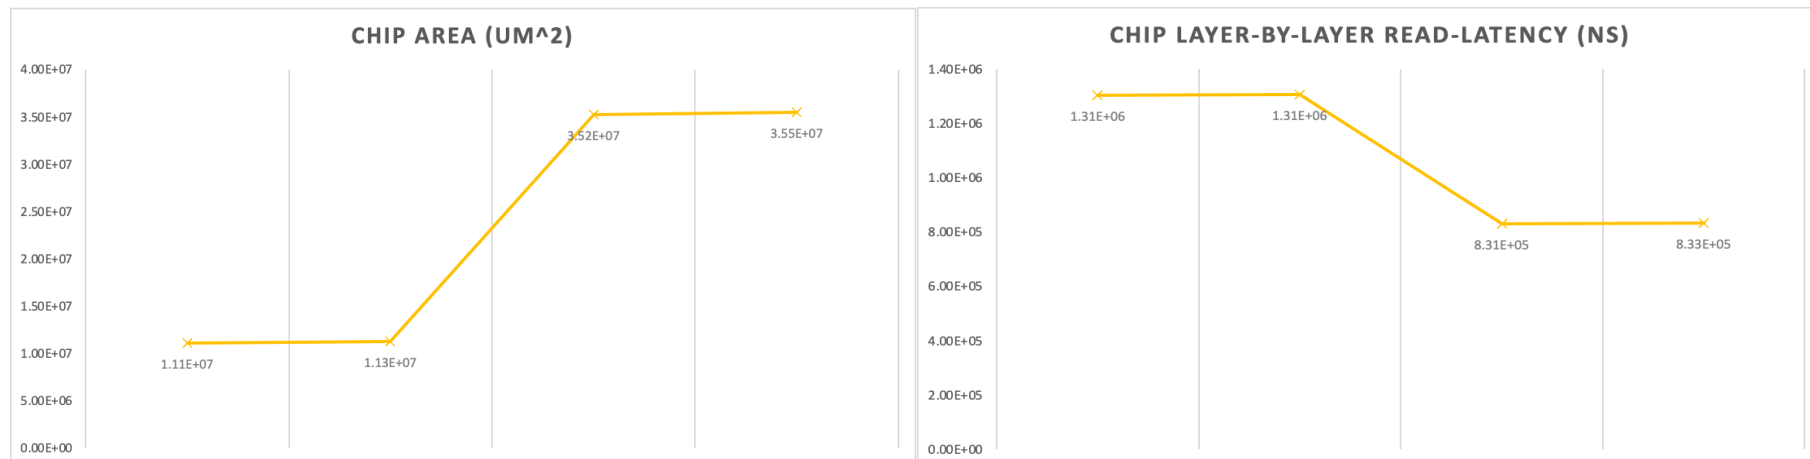 CHIP AREA (UM^2)
4.00E+07
3.50E+07
3.00E+07
2.50E+07
2.00E+07
1.50E+07
1.00E+07
5.00E+06
0.00E+00
1.11E+07
1.13E+07
3.52E+07
3.55E+07
CHIP LAYER-BY-LAYER READ-LATENCY (NS)
1.40E+06
1.20E+06
1.00E+06
8.00E+05
6.00E+05
4.00E+05
2.00E+05
0.00E+00
1.31E+06
1.31E+06
8.31E+05
8.33E+05